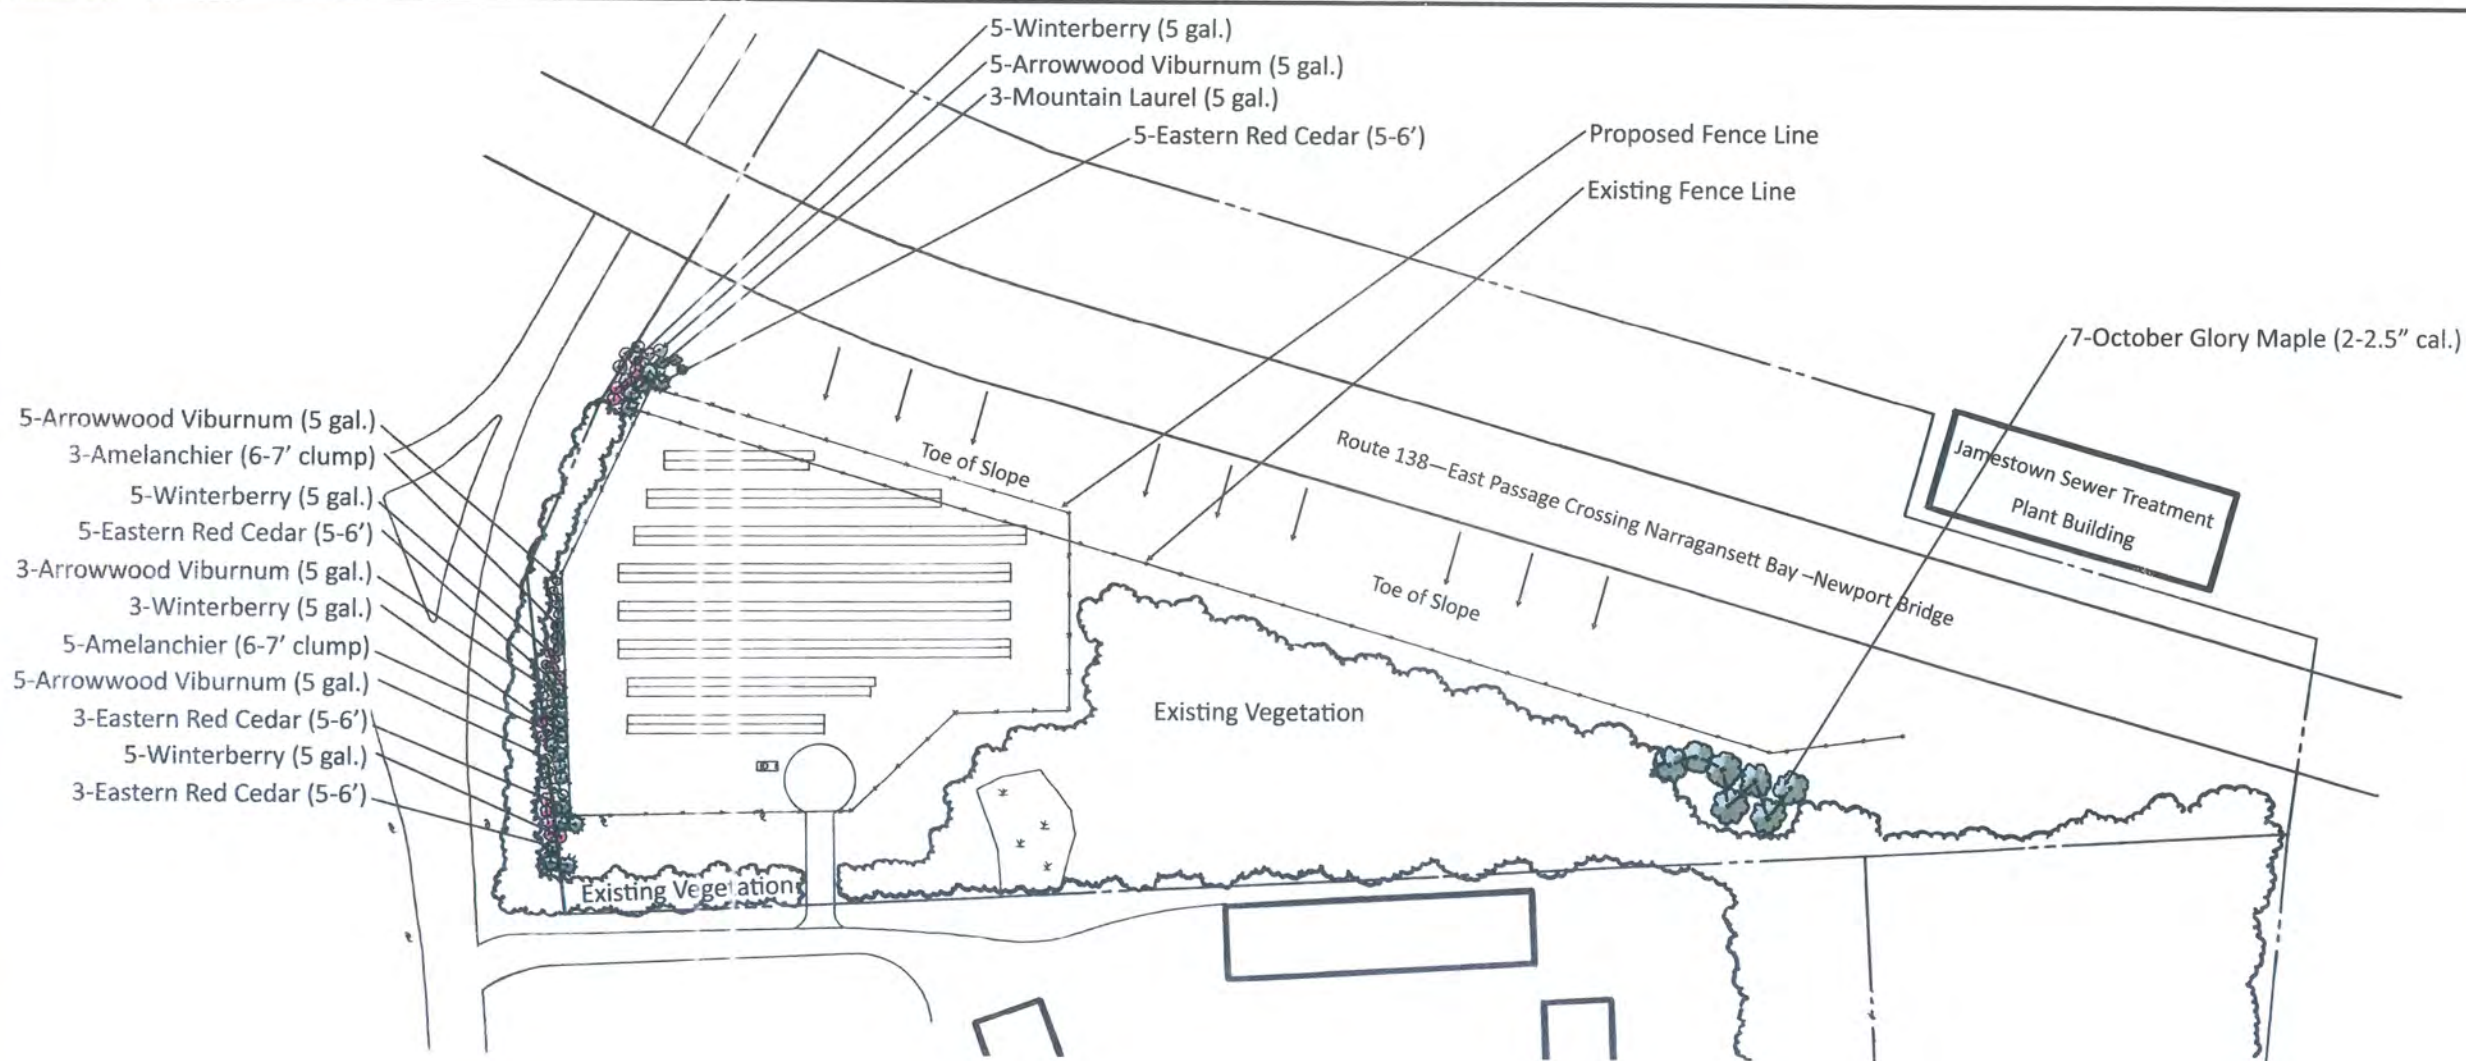 5-Winterberry (5 gal.)
5-Arrowwood Viburnum (5 gal.)
3-Mountain Laurel (5 gal.)
5-Eastern Red Cedar (5-6’)
Proposed Fence Line
Existing Fence Line
7-October Glory Maple (2-2.5” cal.)
5-Arrowwood Viburnum (5 gal.)
3-Amelanchier (6-7’ clump)
5-Winterberry (5 gal.)
5-Eastern Red Cedar (5-6’)
3-Arrowwood Viburnum (5 gal.)
3-Winterberry (5 gal.)
5-Amelanchier (6-7’ clump)
5-Arrowwood Viburnum (5 gal.)
3-Eastern Red Cedar (5-6’)
5-Winterberry (5 gal.)
3-Eastern Red Cedar (5-6’)
Toe of Slope
Route 138—East Passage Crossing Narragansett Bay –Newport Bridge
Jamestown Sewer Treatment
Plant Building
Toe of Slope
Existing Vegetation
Existing Vegetation